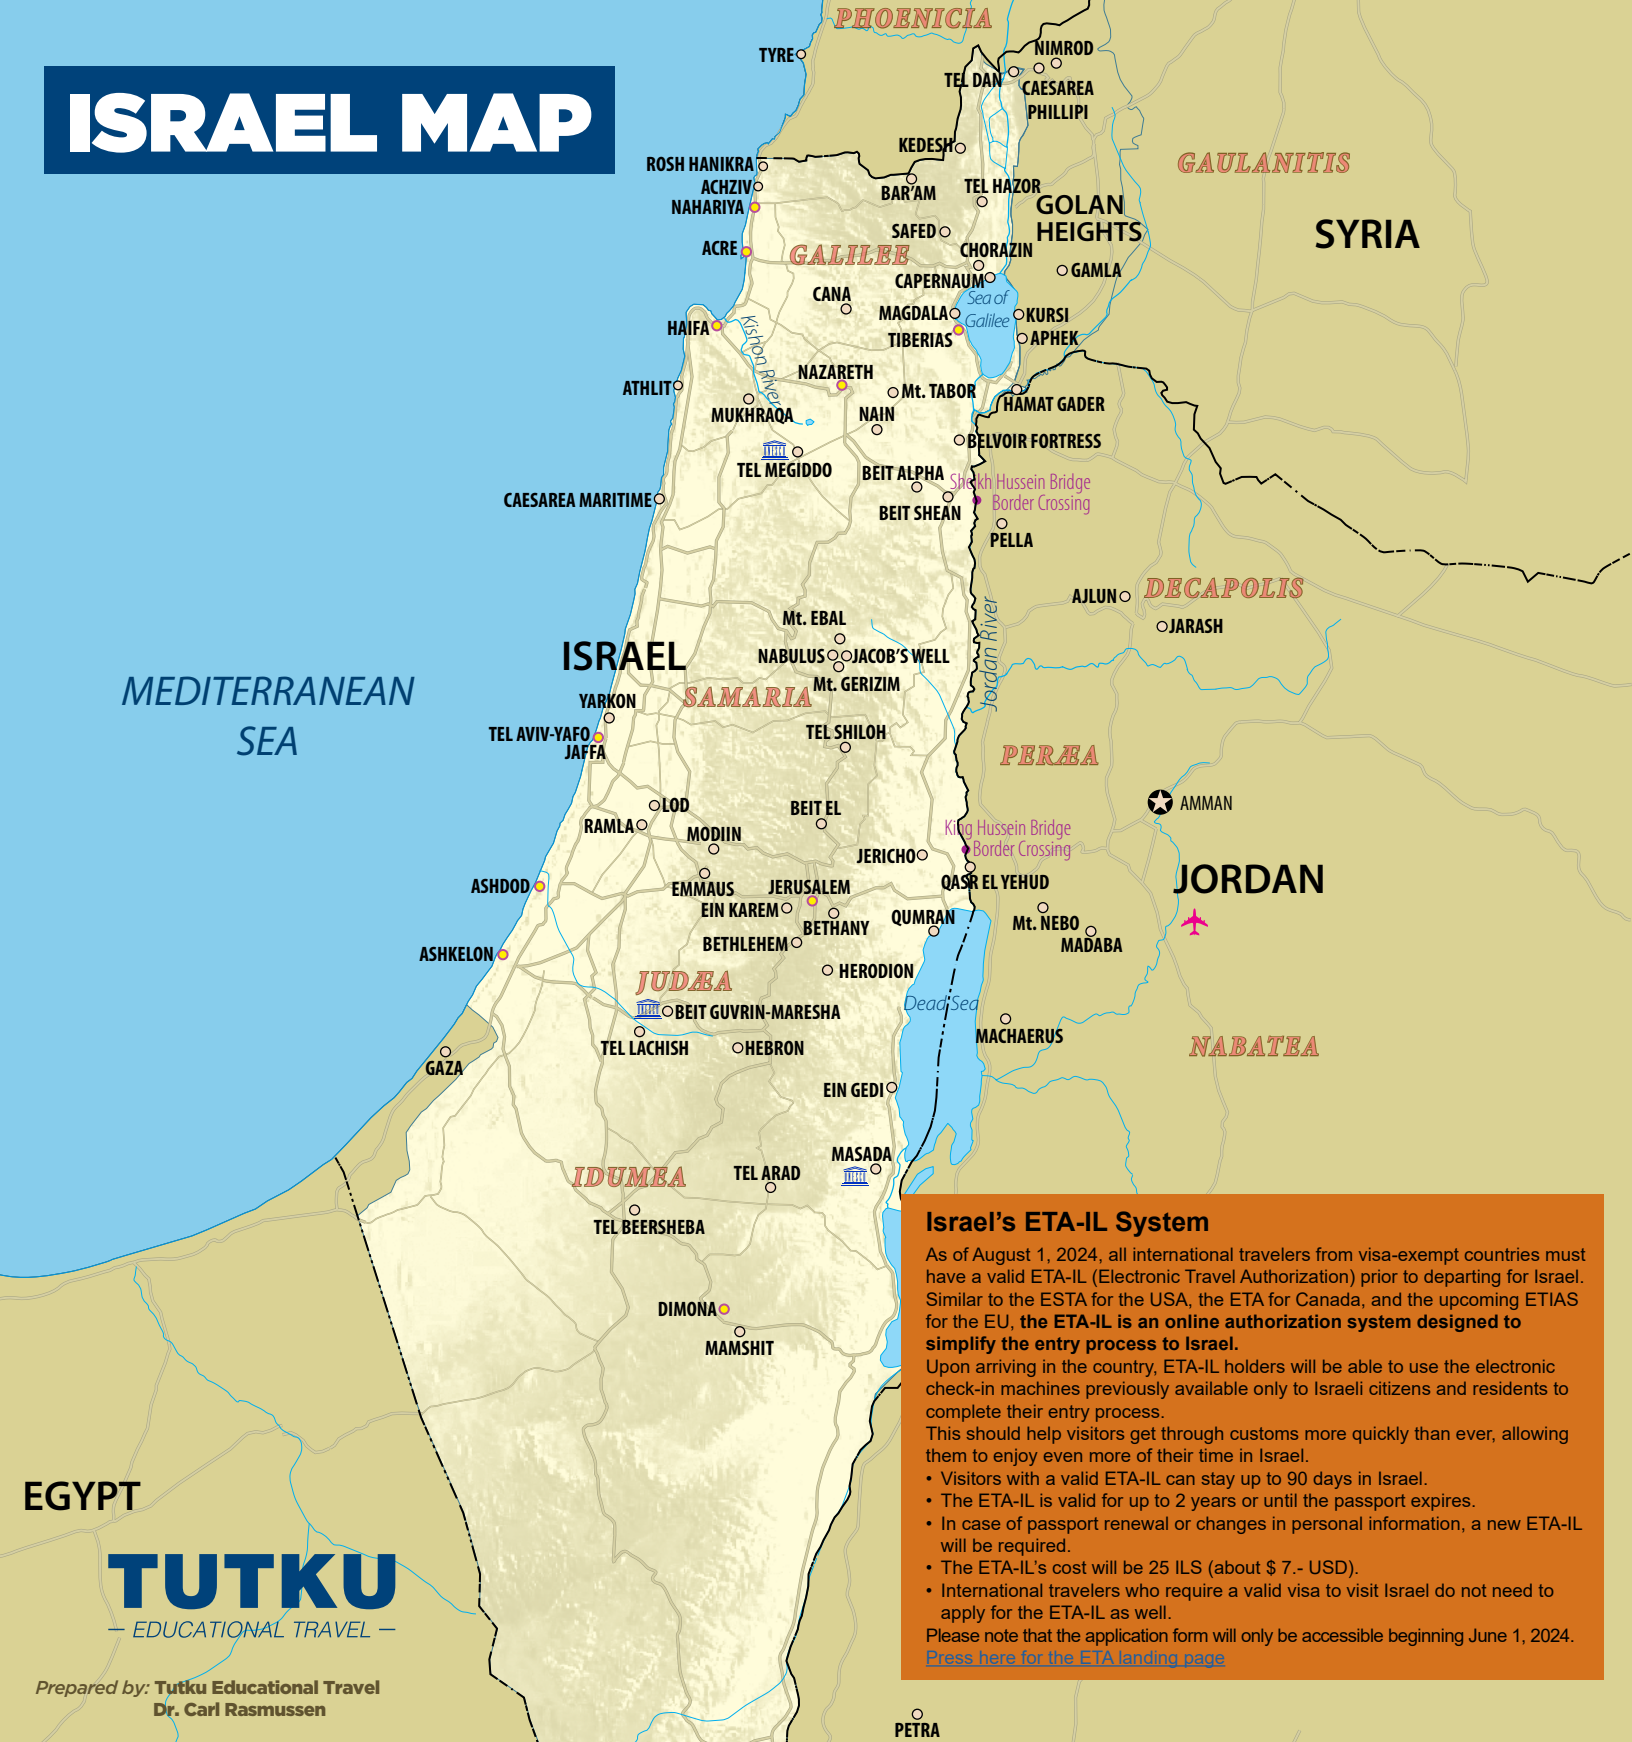 PHOENICIA
TYRE
NIMROD
TEL DAN
CAESAREA
PHILLIPI
ISRAEL MAP
KEDESH
ROSH HANIKRA
GAULANITIS
ACHZIV
BAR'AM
TEL HAZOR
NAHARIYA
GOLAN
HEIGHTS
SYRIA
SAFED
ACRE
GALILEE
CHORAZIN
GAMLA
CAPERNAUM
CANA
Sea of
Galilee
MAGDALA
KURSI
HAIFA
Kishon River
TIBERIAS
APHEK
NAZARETH
ATHLIT
Mt. TABOR
HAMAT GADER
MUKHRAQA
NAIN
BELVOIR FORTRESS
TEL MEGIDDO
BEIT ALPHA
Sheikh Hussein Bridge
Border Crossing
CAESAREA MARITIME
BEIT SHEAN
PELLA
AJLUN
DECAPOLIS
Mt. EBAL
JARASH
Jordan River
ISRAEL
NABULUS
JACOB'S WELL
Mt. GERIZIM
MEDITERRANEAN
SEA
SAMARIA
YARKON
TEL AVIV-YAFO
JAFFA
TEL SHILOH
PERÆA
LOD
BEIT EL
AMMAN
RAMLA
MODIIN
King Hussein Bridge
Border Crossing
JERICHO
ASHDOD
EMMAUS
JERUSALEM
QASR EL YEHUD
JORDAN
EIN KAREM
BETHANY
QUMRAN
Mt. NEBO
MADABA
BETHLEHEM
ASHKELON
HERODION
JUDÆA
Dead Sea
BEIT GUVRIN-MARESHA
MACHAERUS
TEL LACHISH
HEBRON
NABATEA
GAZA
EIN GEDI
MASADA
IDUMEA
TEL ARAD
TEL BEERSHEBA
DIMONA
MAMSHIT
Israel's ETA-IL System
As of August 1, 2024, all international travelers from visa-exempt countries must
have a valid ETA-IL (Electronic Travel Authorization) prior to departing for Israel.
Similar to the ESTA for the USA, the ETA for Canada, and the upcoming ETIAS
for the EU, the ETA-IL is an online authorization system designed to
simplify the entry process to Israel.
Upon arriving in the country, ETA-IL holders will be able to use the electronic
check-in machines previously available only to Israeli citizens and residents to
complete their entry process.
This should help visitors get through customs more quickly than ever, allowing
them to enjoy even more of their time in Israel.
• Visitors with a valid ETA-IL can stay up to 90 days in Israel.
• The ETA-IL is valid for up to 2 years or until the passport expires.
• In case of passport renewal or changes in personal information, a new ETA-IL
will be required.
• The ETA-IL's cost will be 25 ILS (about $ 7.- USD).
• International travelers who require a valid visa to visit Israel do not need to
apply for the ETA-IL as well.
Please note that the application form will only be accessible beginning June 1, 2024.
Press here for the ETA landing page
EGYPT
TUTKU
— EDUCATIONAL TRAVEL —
Prepared by: Tutku Educational Travel
Dr. Carl Rasmussen
PETRA